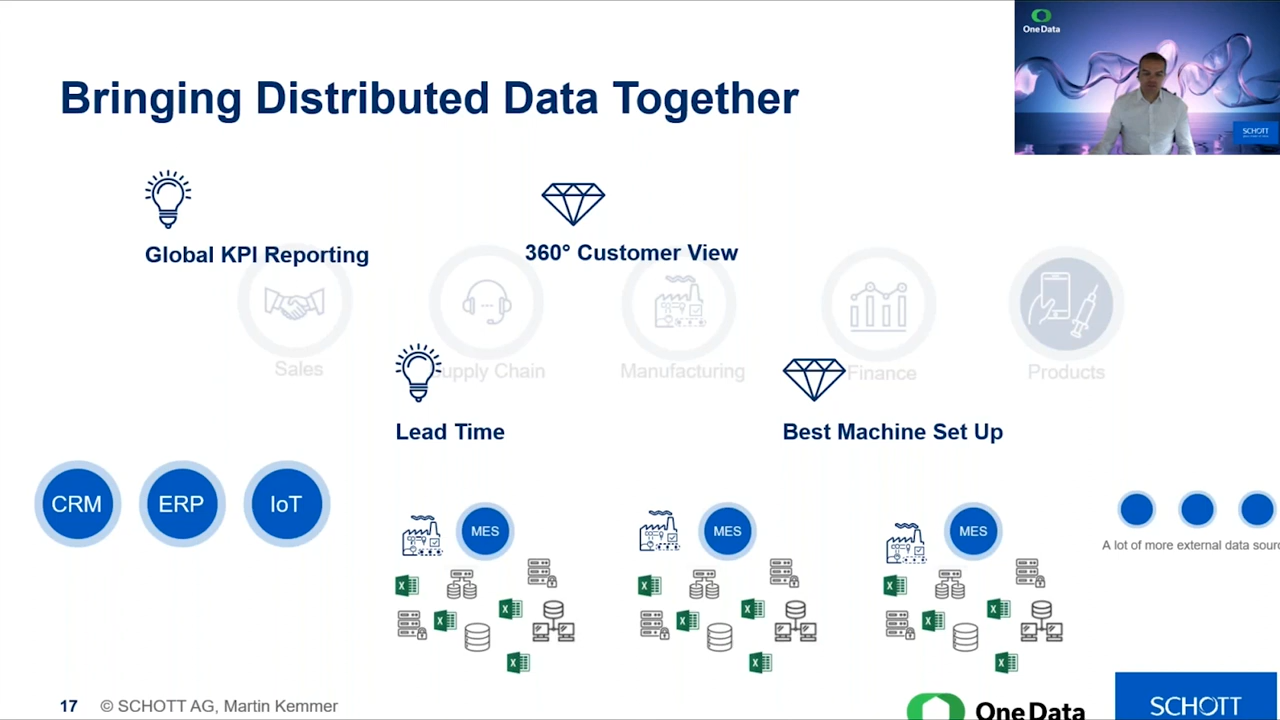 One Data
SCHOTT
Bringing Distributed Data Together
Global KPI Reporting
360° Customer View
Sales
Supply Chain
Manufacturing
Finance
Products
Lead Time
Best Machine Set Up
CRM
ERP
IoT
MES
MES
MES
A lot of more external data sour
17 © SCHOTT AG, Martin Kemmer
One Data
SCHOTT